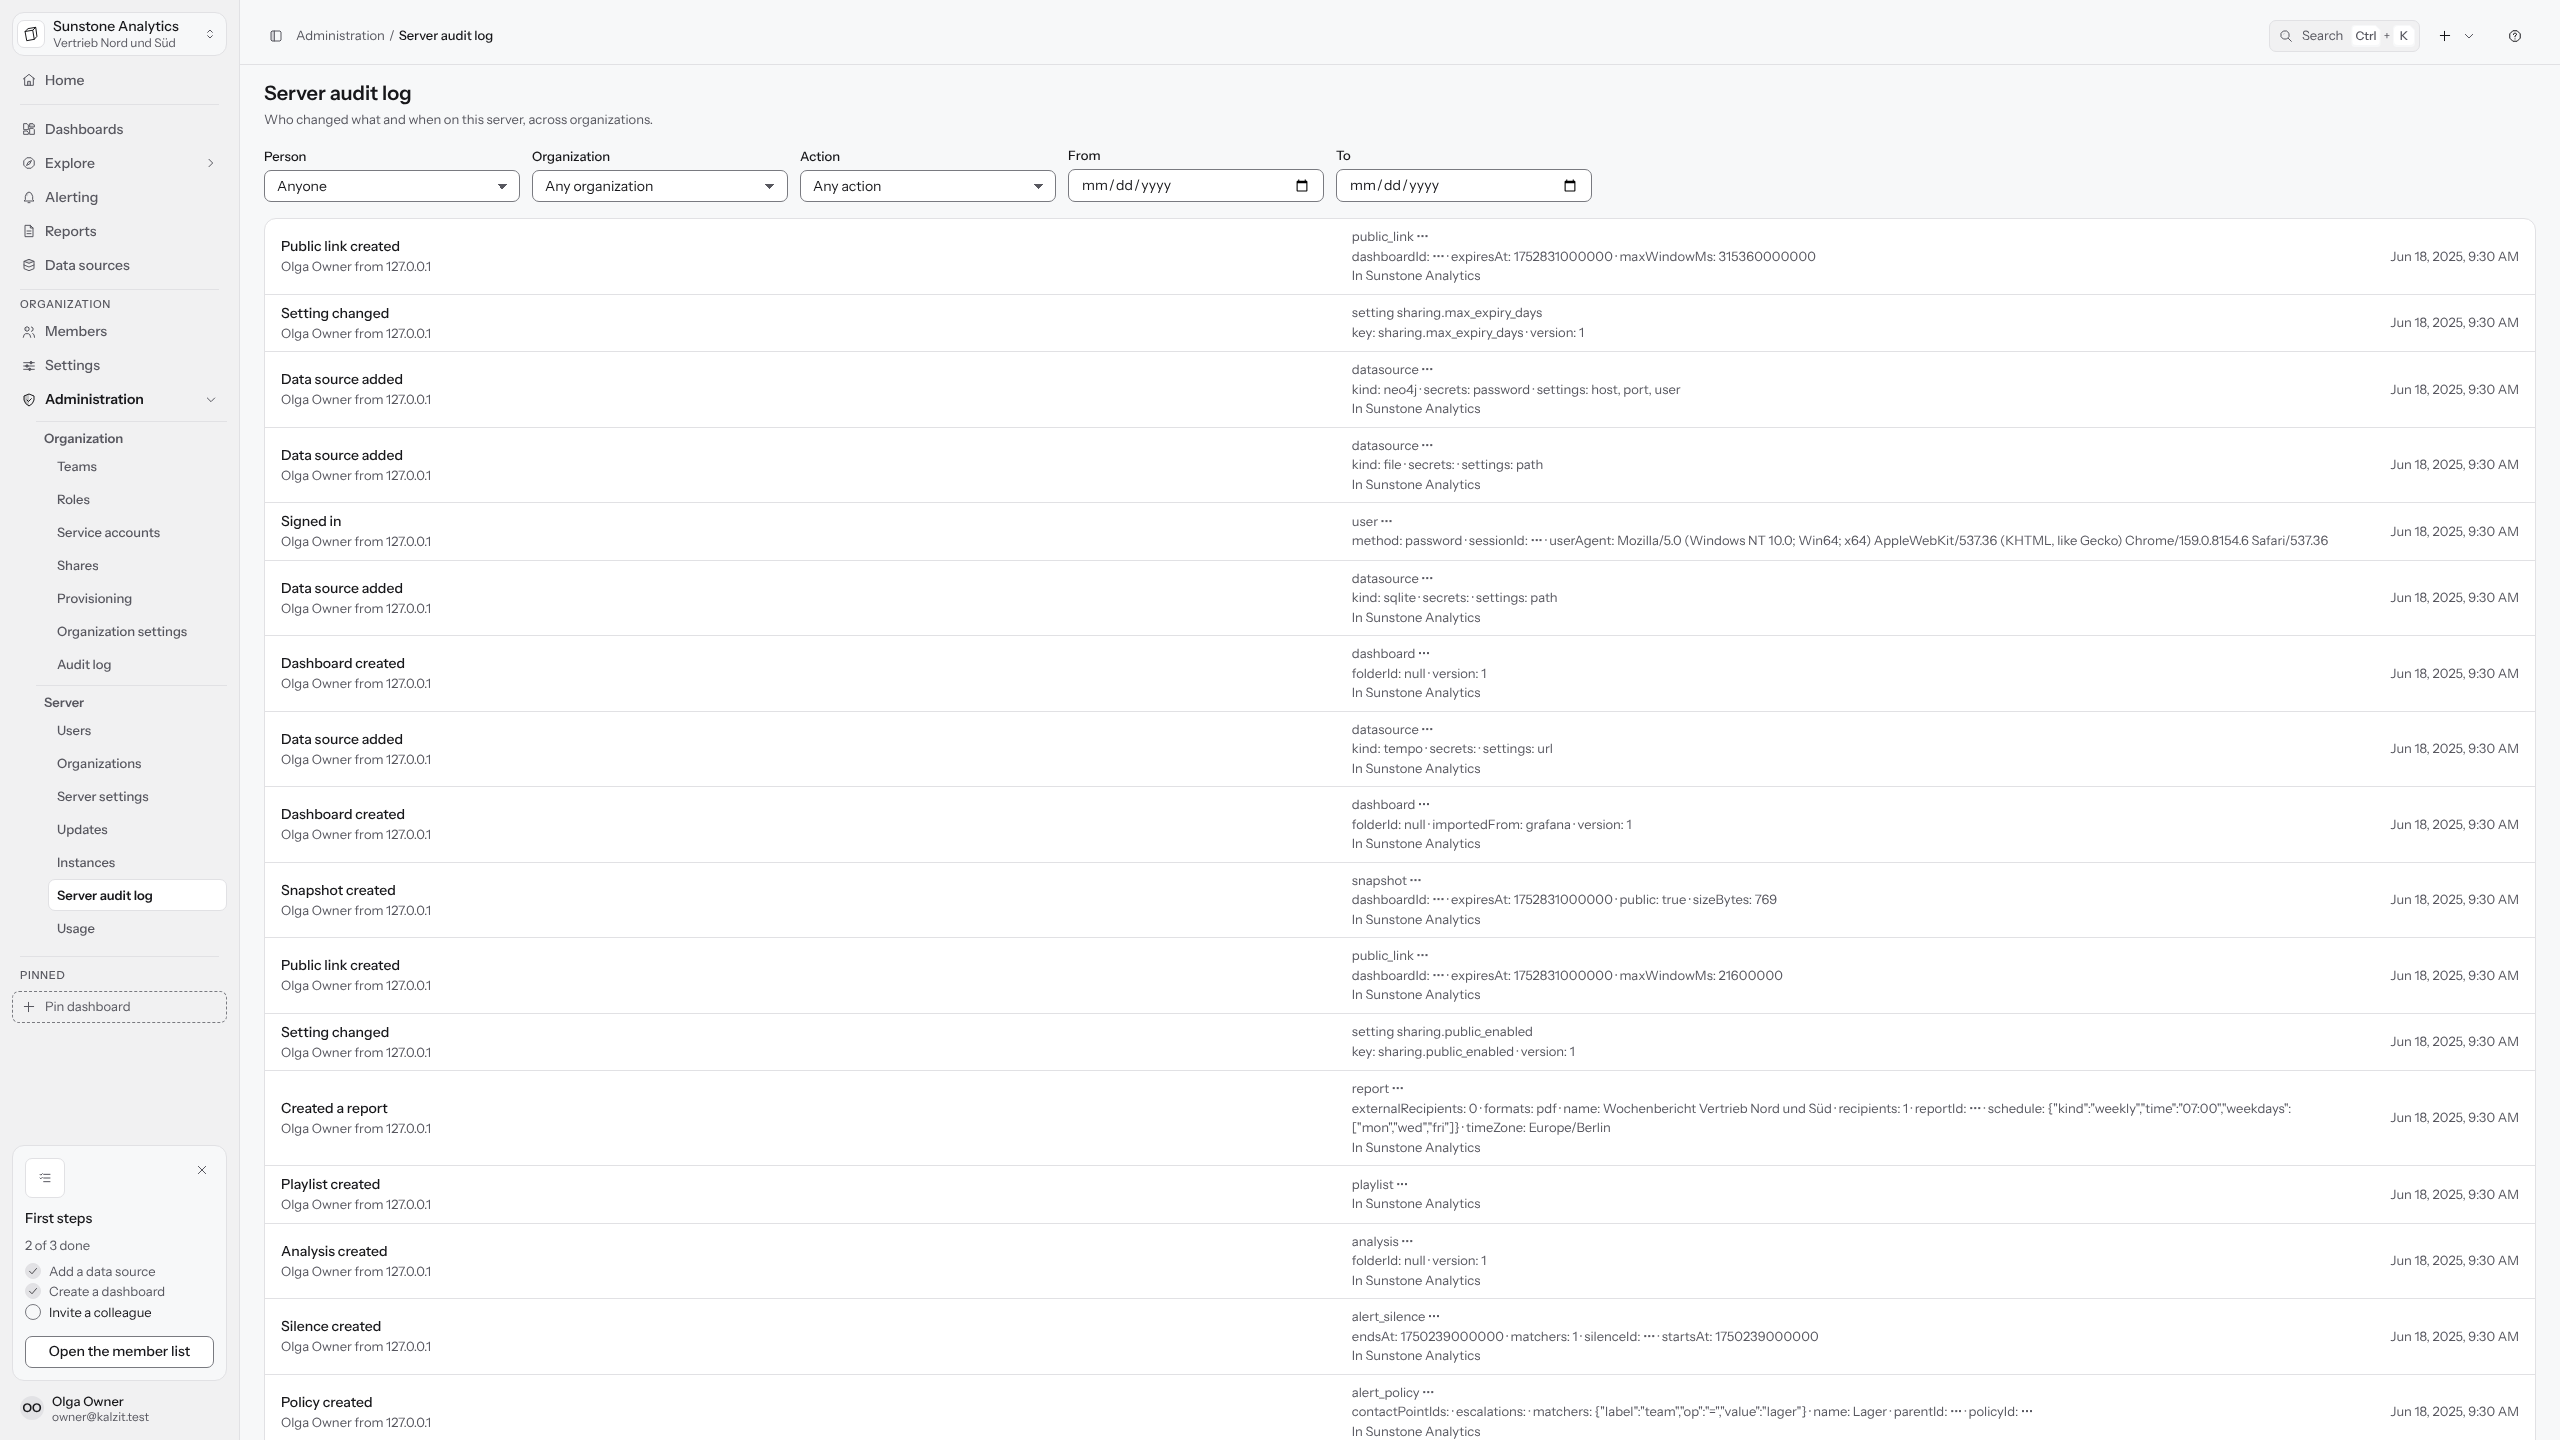 Sunstone Analytics
Vertrieb Nord und Süd
Home
Dashboards
Explore
Alerting
Reports
Data sources
ORGANIZATION
Members
Settings
Administration
Organization
Teams
Roles
Service accounts
Shares
Provisioning
Organization settings
Audit log
Server
Users
Organizations
Server settings
Updates
Instances
Server audit log
Usage
PINNED
Pin dashboard
First steps
2 of 3 done
Add a data source
Create a dashboard
Invite a colleague
Open the member list
OO
Olga Owner
owner@kalzit.test
Administration / Server audit log
Search Ctrl + K
Server audit log
Who changed what and when on this server, across organizations.
Person
Anyone
Organization
Any organization
Action
Any action
From
mm/dd/yyyy
To
mm/dd/yyyy
Public link created
Olga Owner from 127.0.0.1
public_link ···
dashboardId: ··· · expiresAt: 1752831000000 · maxWindowMs: 315360000000
In Sunstone Analytics
Jun 18, 2025, 9:30 AM
Setting changed
Olga Owner from 127.0.0.1
setting sharing.max_expiry_days
key: sharing.max_expiry_days · version: 1
Jun 18, 2025, 9:30 AM
Data source added
Olga Owner from 127.0.0.1
datasource ···
kind: neo4j · secrets: password · settings: host, port, user
In Sunstone Analytics
Jun 18, 2025, 9:30 AM
Data source added
Olga Owner from 127.0.0.1
datasource ···
kind: file · secrets: · settings: path
In Sunstone Analytics
Jun 18, 2025, 9:30 AM
Signed in
Olga Owner from 127.0.0.1
user ···
method: password · sessionId: ··· · userAgent: Mozilla/5.0 (Windows NT 10.0; Win64; x64) AppleWebKit/537.36 (KHTML, like Gecko) Chrome/159.0.8154.6 Safari/537.36
Jun 18, 2025, 9:30 AM
Data source added
Olga Owner from 127.0.0.1
datasource ···
kind: sqlite · secrets: · settings: path
In Sunstone Analytics
Jun 18, 2025, 9:30 AM
Dashboard created
Olga Owner from 127.0.0.1
dashboard ···
folderId: null · version: 1
In Sunstone Analytics
Jun 18, 2025, 9:30 AM
Data source added
Olga Owner from 127.0.0.1
datasource ···
kind: tempo · secrets: · settings: url
In Sunstone Analytics
Jun 18, 2025, 9:30 AM
Dashboard created
Olga Owner from 127.0.0.1
dashboard ···
folderId: null · importedFrom: grafana · version: 1
In Sunstone Analytics
Jun 18, 2025, 9:30 AM
Snapshot created
Olga Owner from 127.0.0.1
snapshot ···
dashboardId: ··· · expiresAt: 1752831000000 · public: true · sizeBytes: 769
In Sunstone Analytics
Jun 18, 2025, 9:30 AM
Public link created
Olga Owner from 127.0.0.1
public_link ···
dashboardId: ··· · expiresAt: 1752831000000 · maxWindowMs: 21600000
In Sunstone Analytics
Jun 18, 2025, 9:30 AM
Setting changed
Olga Owner from 127.0.0.1
setting sharing.public_enabled
key: sharing.public_enabled · version: 1
Jun 18, 2025, 9:30 AM
Created a report
Olga Owner from 127.0.0.1
report ···
externalRecipients: 0 · formats: pdf · name: Wochenbericht Vertrieb Nord und Süd · recipients: 1 · reportId: ··· · schedule: {"kind":"weekly","time":"07:00","weekdays":
["mon","wed","fri"]} · timeZone: Europe/Berlin
In Sunstone Analytics
Jun 18, 2025, 9:30 AM
Playlist created
Olga Owner from 127.0.0.1
playlist ···
In Sunstone Analytics
Jun 18, 2025, 9:30 AM
Analysis created
Olga Owner from 127.0.0.1
analysis ···
folderId: null · version: 1
In Sunstone Analytics
Jun 18, 2025, 9:30 AM
Silence created
Olga Owner from 127.0.0.1
alert_silence ···
endsAt: 1750239000000 · matchers: 1 · silenceId: ··· · startsAt: 1750239000000
In Sunstone Analytics
Jun 18, 2025, 9:30 AM
Policy created
Olga Owner from 127.0.0.1
alert_policy ···
contactPointIds: · escalations: · matchers: {"label":"team","op":"=","value":"lager"} · name: Lager · parentId: ··· · policyId: ···
In Sunstone Analytics
Jun 18, 2025, 9:30 AM